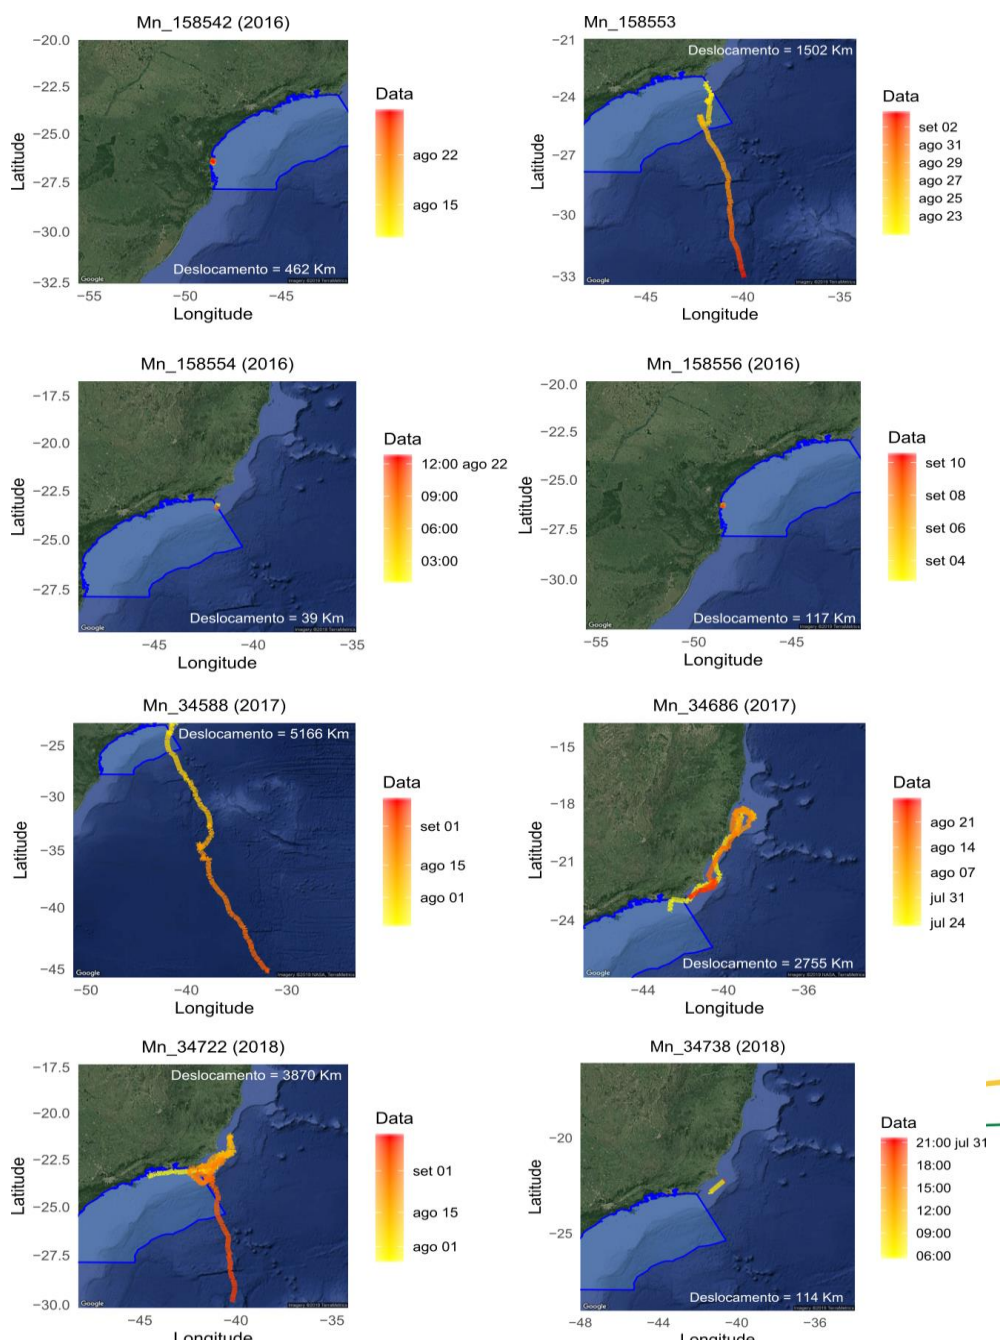 Mn_158542 (2016)
−20.0
−22.5
−25.0
−27.5
−30.0
−32.5
Latitude
Deslocamento = 462 Km
Google
−55
−50
−45
Longitude
Data
ago 22
ago 15
Mn_158553
−21
−24
−27
−30
−33
Latitude
Deslocamento = 1502 Km
Google
−45
−40
−35
Longitude
Data
set 02
ago 31
ago 29
ago 27
ago 25
ago 23
Mn_158554 (2016)
−17.5
−20.0
−22.5
−25.0
−27.5
Latitude
Deslocamento = 39 Km
Google
−45
−40
−35
Longitude
Data
12:00 ago 22
09:00
06:00
03:00
Mn_158556 (2016)
−20.0
−22.5
−25.0
−27.5
−30.0
Latitude
Deslocamento = 117 Km
Google
−55
−50
−45
Longitude
Data
set 10
set 08
set 06
set 04
Mn_34588 (2017)
Deslocamento = 5166 Km
−25
−30
−35
−40
−45
Latitude
Google
−50
−40
−30
Longitude
Data
set 01
ago 15
ago 01
Mn_34686 (2017)
−15
−18
−21
−24
Latitude
Deslocamento = 2755 Km
Google
−44
−40
−36
Longitude
Data
ago 21
ago 14
ago 07
jul 31
jul 24
Mn_34722 (2018)
Deslocamento = 3870 Km
−17.5
−20.0
−22.5
−25.0
−27.5
−30.0
Latitude
Google
−45
−40
−35
Longitude
Data
set 01
ago 15
ago 01
Mn_34738 (2018)
−20
−25
Latitude
Deslocamento = 114 Km
Google
−48
−44
−40
−36
Longitude
Data
21:00 jul 31
18:00
15:00
12:00
09:00
06:00